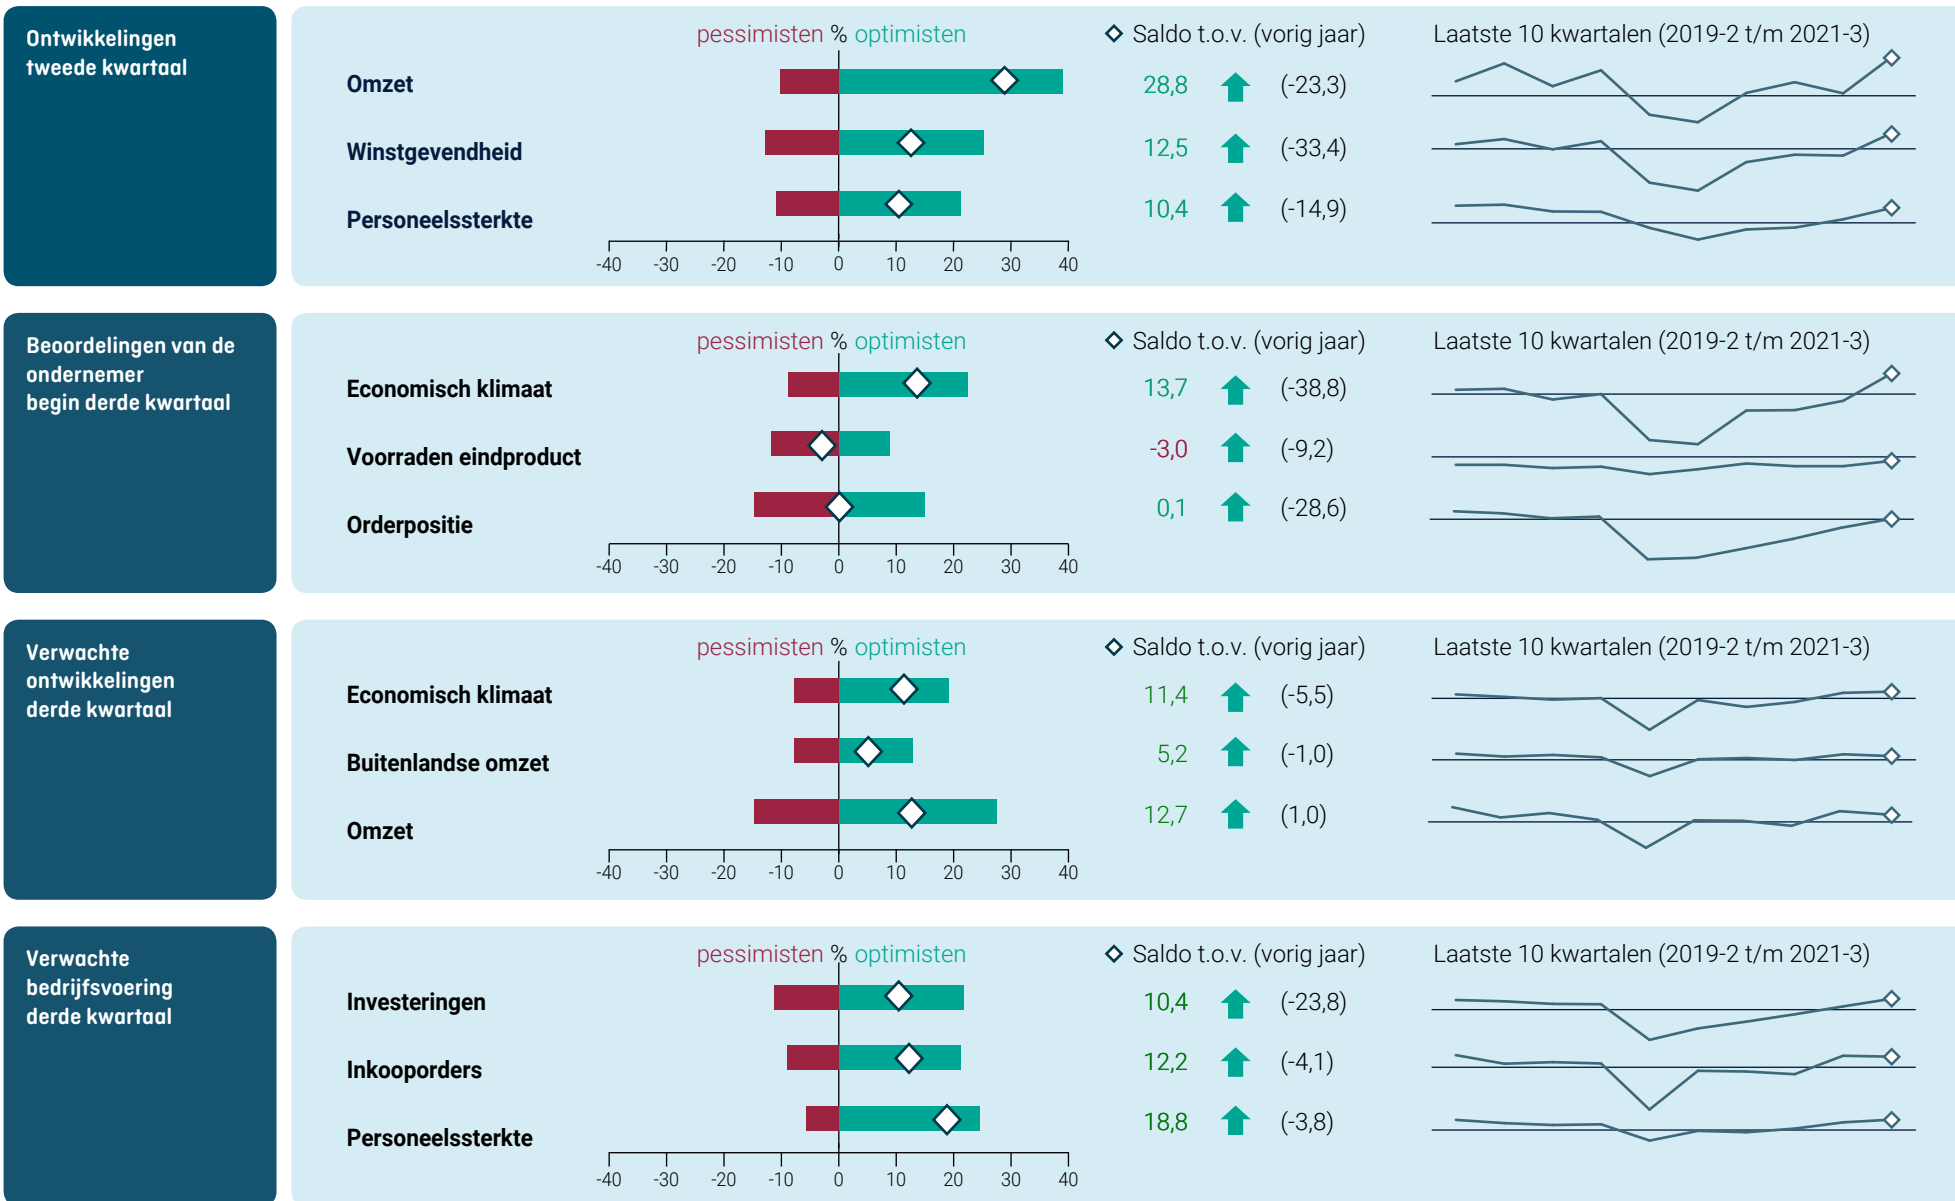 Ontwikkelingen
tweede kwartaal
pessimisten % optimisten
Saldo t.o.v. (vorig jaar)
Laatste 10 kwartalen (2019-2 t/m 2021-3)
Omzet
28,8 (-23,3)
Winstgevendheid
12,5 (-33,4)
Personeelssterkte
10,4 (-14,9)
-40 -30 -20 -10 0 10 20 30 40
Beoordelingen van de
ondernemer
begin derde kwartaal
pessimisten % optimisten
Saldo t.o.v. (vorig jaar)
Laatste 10 kwartalen (2019-2 t/m 2021-3)
Economisch klimaat
13,7 (-38,8)
Voorraden eindproduct
-3,0 (-9,2)
Orderpositie
0,1 (-28,6)
-40 -30 -20 -10 0 10 20 30 40
Verwachte
ontwikkelingen
derde kwartaal
pessimisten % optimisten
Saldo t.o.v. (vorig jaar)
Laatste 10 kwartalen (2019-2 t/m 2021-3)
Economisch klimaat
11,4 (-5,5)
Buitenlandse omzet
5,2 (-1,0)
Omzet
12,7 (1,0)
-40 -30 -20 -10 0 10 20 30 40
Verwachte
bedrijfsvoering
derde kwartaal
pessimisten % optimisten
Saldo t.o.v. (vorig jaar)
Laatste 10 kwartalen (2019-2 t/m 2021-3)
Investeringen
10,4 (-23,8)
Inkooporders
12,2 (-4,1)
Personeelssterkte
18,8 (-3,8)
-40 -30 -20 -10 0 10 20 30 40